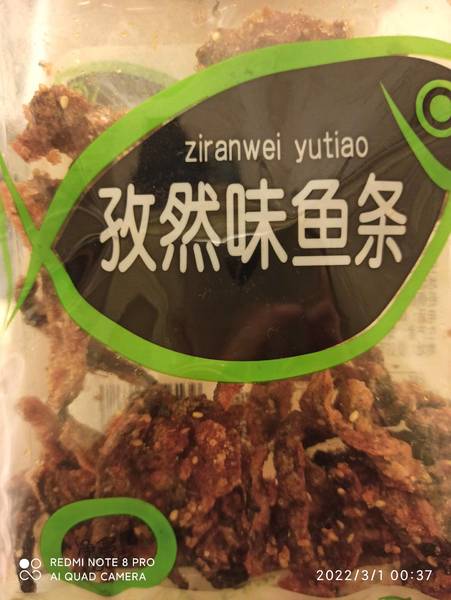 ziranwei yutiao
孜然味鱼条
REDMI NOTE 8 PRO
AI QUAD CAMERA
2022/3/1 00:37